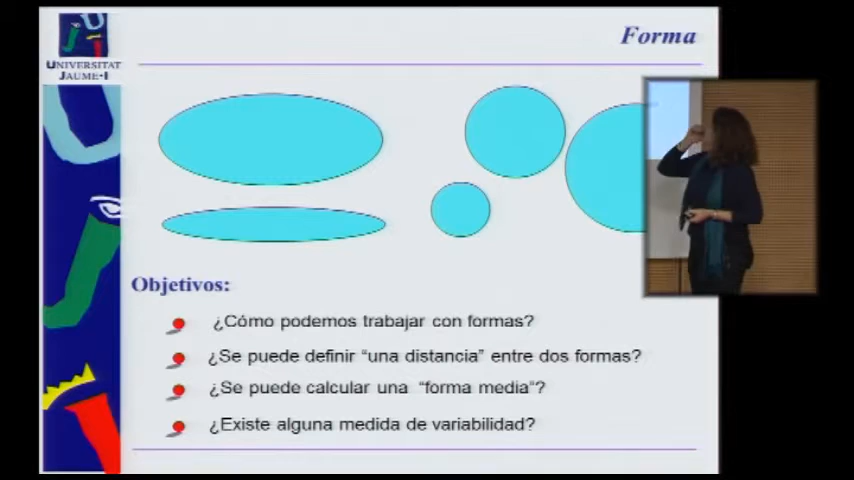 Forma
UNIVERSITAT
JAUME·I
Objetivos:
¿Cómo podemos trabajar con formas?
¿Se puede definir “una distancia” entre dos formas?
¿Se puede calcular una “forma media”?
¿Existe alguna medida de variabilidad?